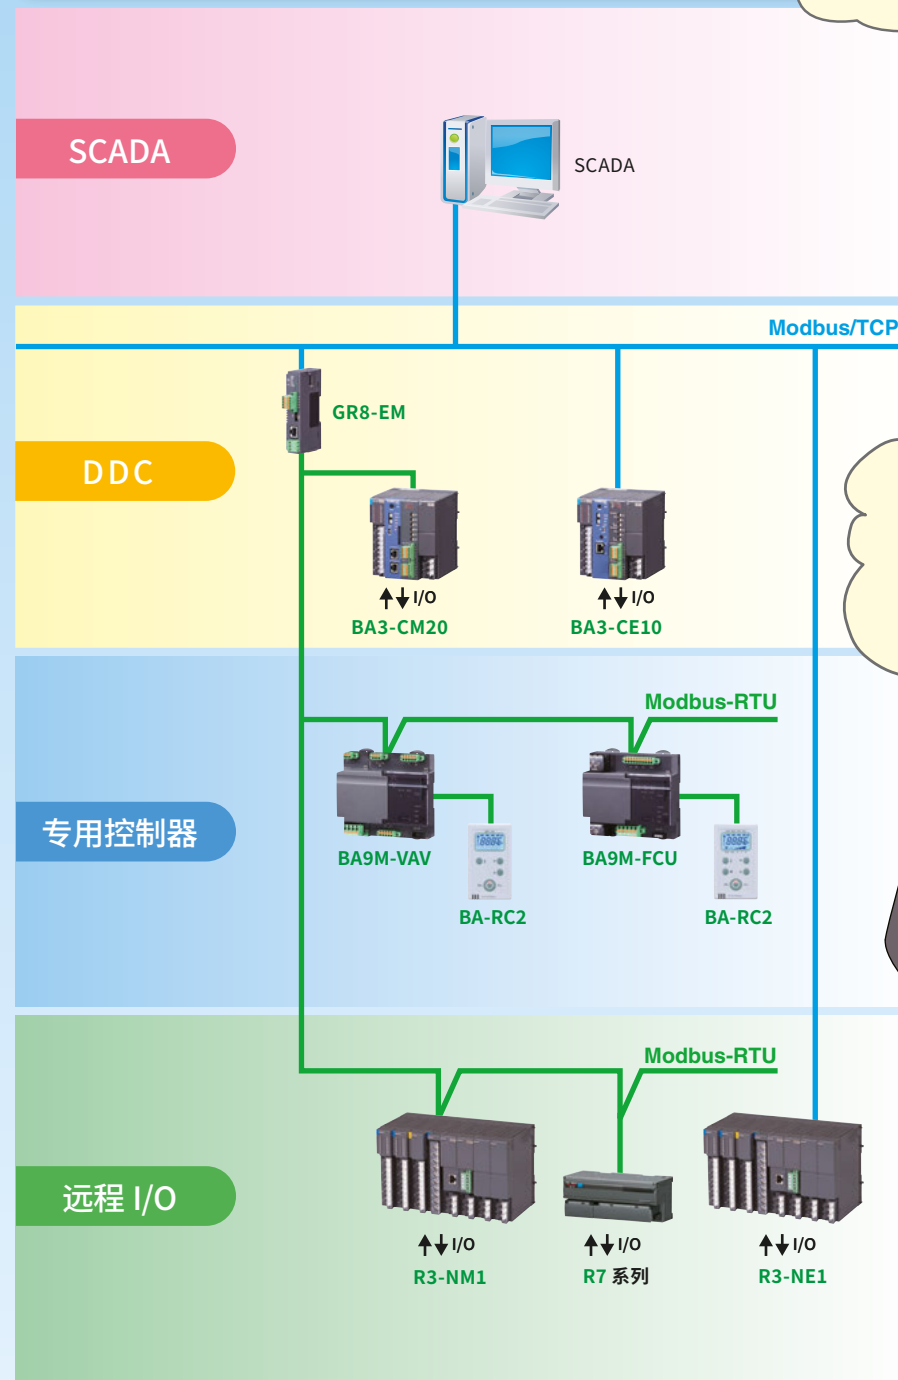 SCADA
SCADA
Modbus/TCP
GR8-EM
DDC
I/O
I/O
BA3-CM20
BA3-CE10
Modbus-RTU
专用控制器
BA9M-VAV
BA9M-FCU
BA-RC2
BA-RC2
Modbus-RTU
远程 I/O
I/O
I/O
I/O
R3-NM1
R7 系列
R3-NE1